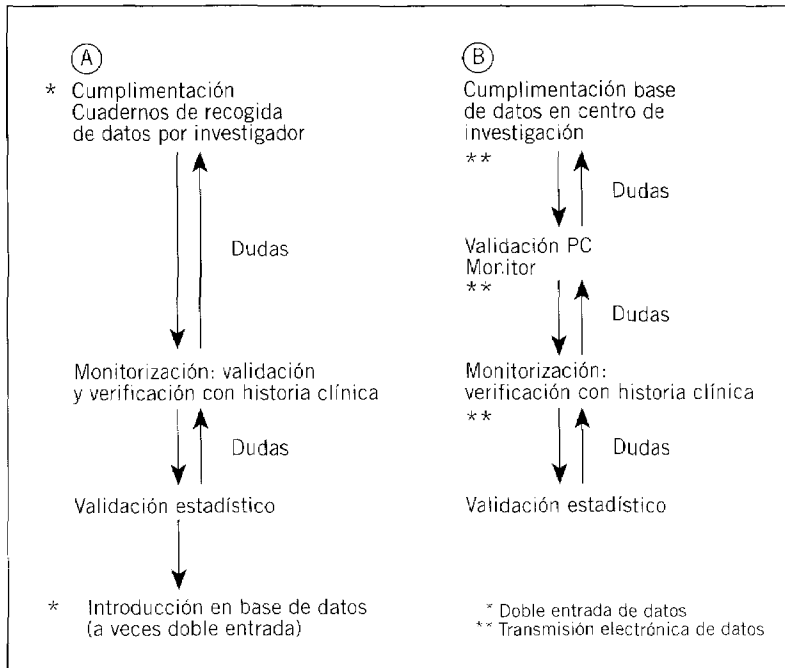 A
* Cumplimentación
Cuadernos de recogida
de datos por investigador
Dudas
Monitorización: validación
y verificación con historia clínica
Dudas
Validación estadístico
* Introducción en base de datos
(a veces doble entrada)
B
Cumplimentación base
de datos en centro de
investigación
**
Dudas
Validación PC
Monitor
**
Dudas
Monitorización:
verificación con historia clínica
**
Dudas
Validación estadístico
* Doble entrada de datos
** Transmisión electrónica de datos